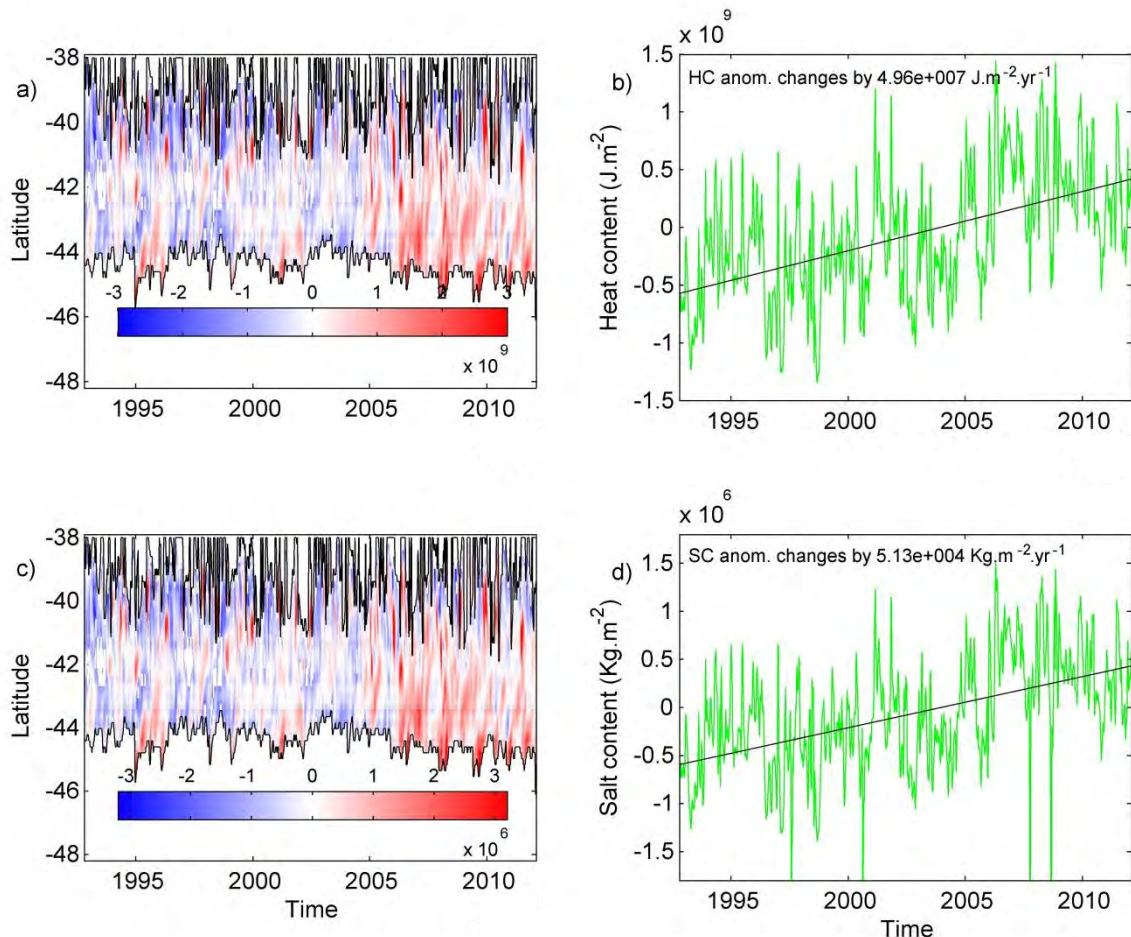 a)
-38
-40
-42
-44
-46
-48
Latitude
-3 -2 -1 0 1 2 3
x 10 9
1995 2000 2005 2010
x 10 9
b)
HC anom. changes by 4.96e+007 J.m-2.yr-1
1.5
1
0.5
0
-0.5
-1
-1.5
Heat content (J.m-2)
1995 2000 2005 2010
c)
-38
-40
-42
-44
-46
-48
Latitude
-3 -2 -1 0 1 2 3
x 10 6
1995 2000 2005 2010
Time
x 10 6
d)
SC anom. changes by 5.13e+004 Kg.m-2.yr-1
1.5
1
0.5
0
-0.5
-1
-1.5
Salt content (Kg.m-2)
1995 2000 2005 2010
Time